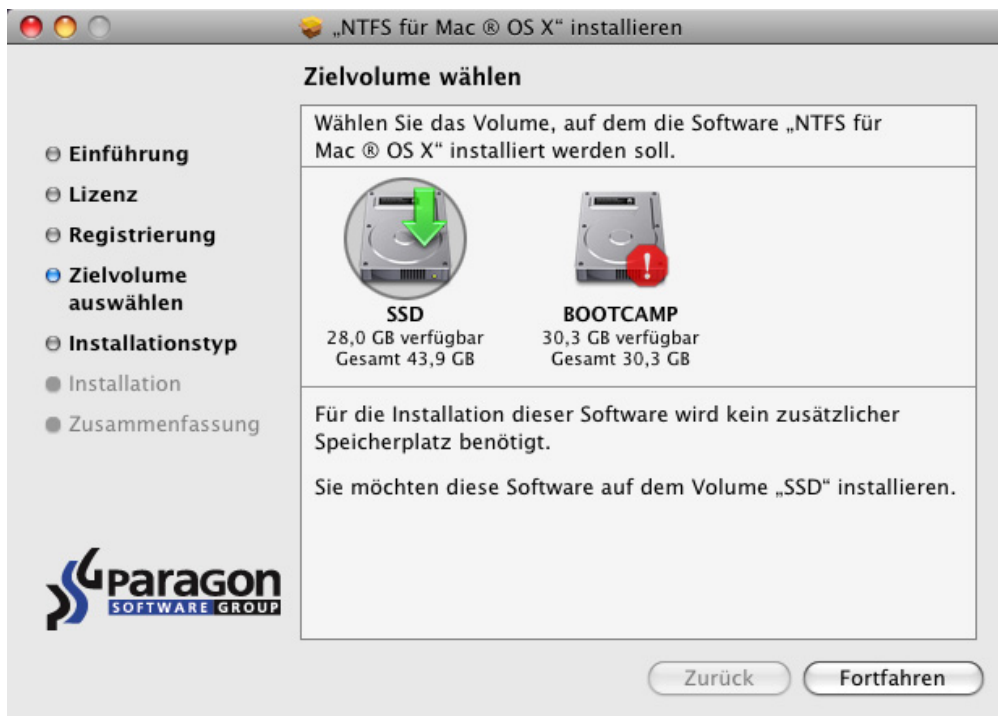 „NTFS für Mac ® OS X“ installieren
Zielvolume wählen
Wählen Sie das Volume, auf dem die Software „NTFS für
Mac ® OS X“ installiert werden soll.
Einführung
Lizenz
Registrierung
Zielvolume
auswählen
Installationstyp
Installation
Zusammenfassung
SSD
28,0 GB verfügbar
Gesamt 43,9 GB
BOOTCAMP
30,3 GB verfügbar
Gesamt 30,3 GB
Für die Installation dieser Software wird kein zusätzlicher
Speicherplatz benötigt.
Sie möchten diese Software auf dem Volume „SSD“ installieren.
Paragon
SOFTWARE GROUP
Zurück
Fortfahren